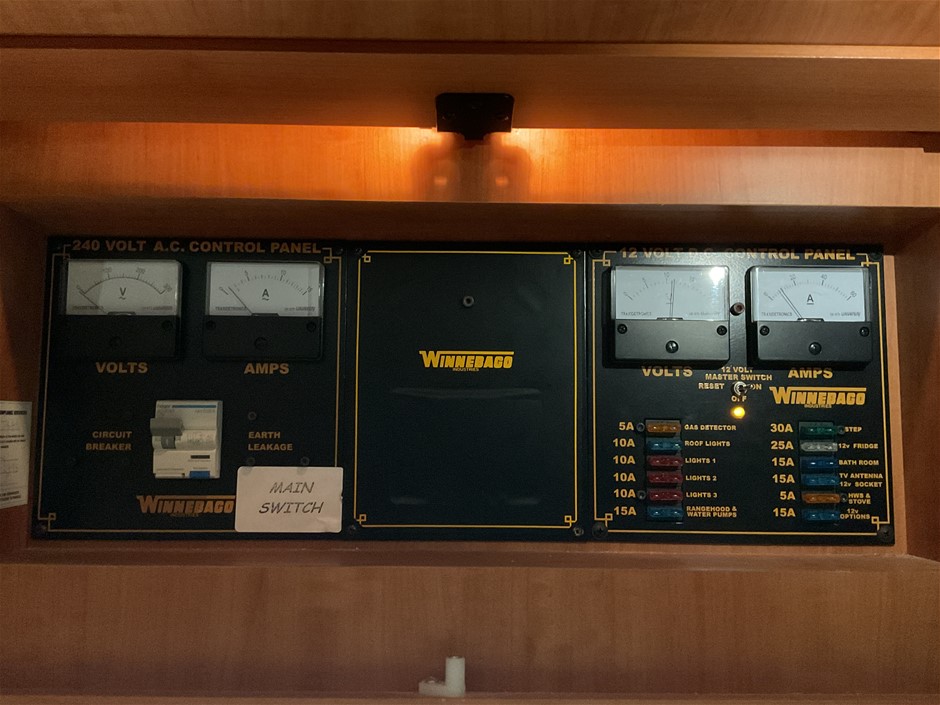 240 VOLT A.C. CONTROL PANEL
V
A
VOLTS
AMPS
CIRCUIT
BREAKER
EARTH
LEAKAGE
WINNEBAGO
INDUSTRIES
MAIN
SWITCH
WINNEBAGO
INDUSTRIES
12 VOLT D.C. CONTROL PANEL
A
VOLTS
AMPS
12 VOLT
MASTER SWITCH
RESET ON
OFF
WINNEBAGO
INDUSTRIES
5A GAS DETECTOR
10A ROOF LIGHTS
10A LIGHTS 1
10A LIGHTS 2
10A LIGHTS 3
15A RANGEHOOD &
WATER PUMPS
30A STEP
25A 12v FRIDGE
15A BATH ROOM
15A TV ANTENNA
12v SOCKET
5A HWS &
STOVE
15A 12v
OPTIONS